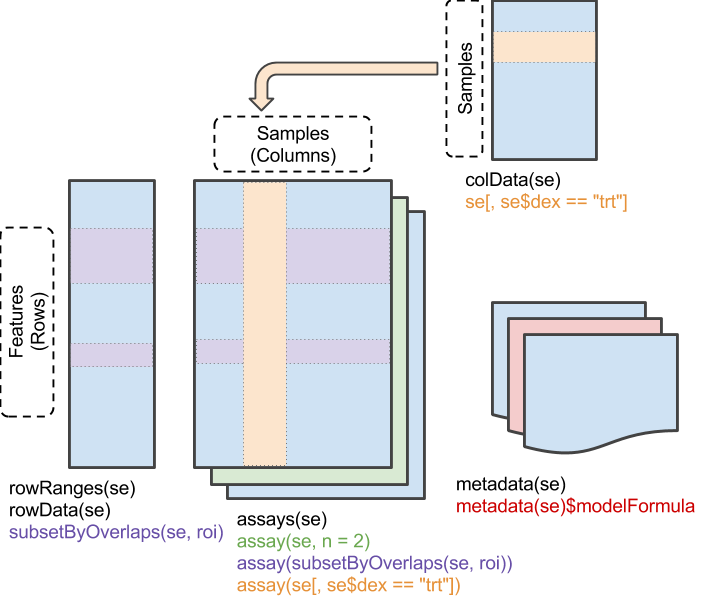 Samples
colData(se)
se[, se$dex == "trt"]
Samples
(Columns)
Features
(Rows)
rowRanges(se)
rowData(se)
subsetByOverlaps(se, roi)
assays(se)
assay(se, n = 2)
assay(subsetByOverlaps(se, roi))
assay(se[, se$dex == "trt"])
metadata(se)
metadata(se)$modelFormula